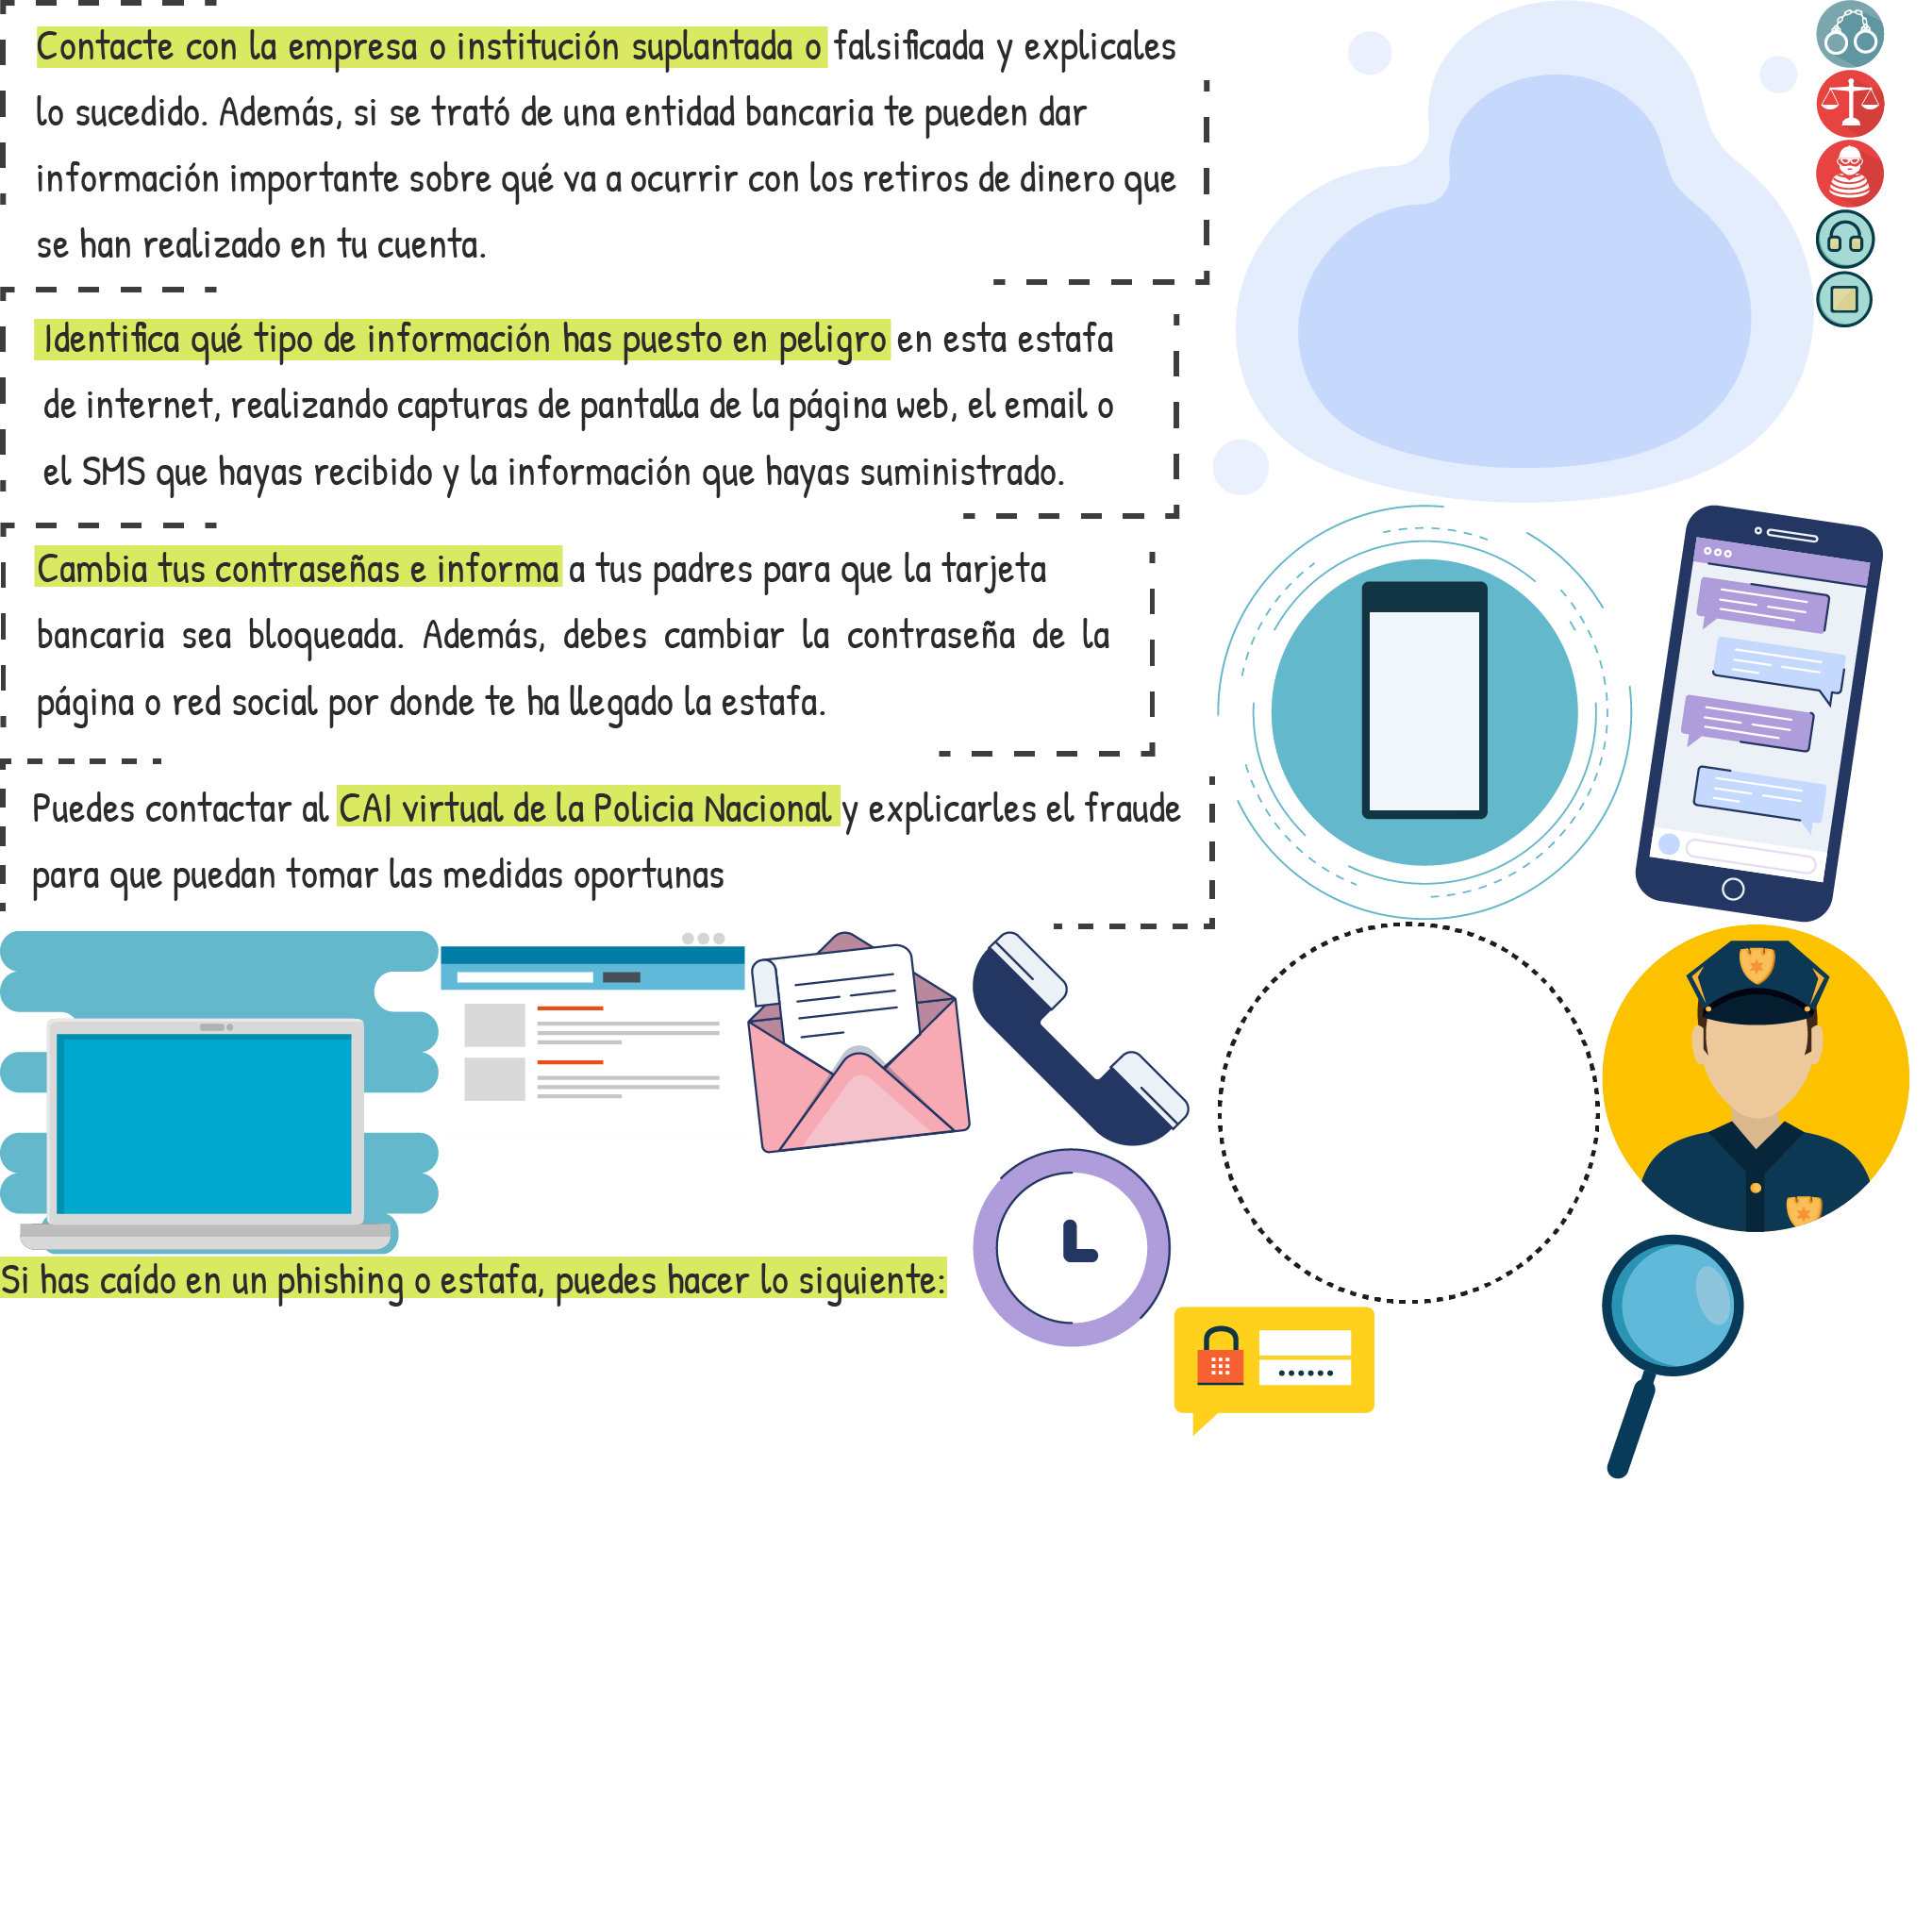 Contacte con la empresa o institución suplantada o falsificada y explicales
lo sucedido. Además, si se trató de una entidad bancaria te pueden dar
información importante sobre qué va a ocurrir con los retiros de dinero que
se han realizado en tu cuenta.
Identifica qué tipo de información has puesto en peligro en esta estafa
de internet, realizando capturas de pantalla de la página web, el email o
el SMS que hayas recibido y la información que hayas suministrado.
Cambia tus contraseñas e informa a tus padres para que la tarjeta
bancaria sea bloqueada. Además, debes cambiar la contraseña de la
página o red social por donde te ha llegado la estafa.
Puedes contactar al CAI virtual de la Policia Nacional y explicarles el fraude
para que puedan tomar las medidas oportunas
Si has caído en un phishing o estafa, puedes hacer lo siguiente: